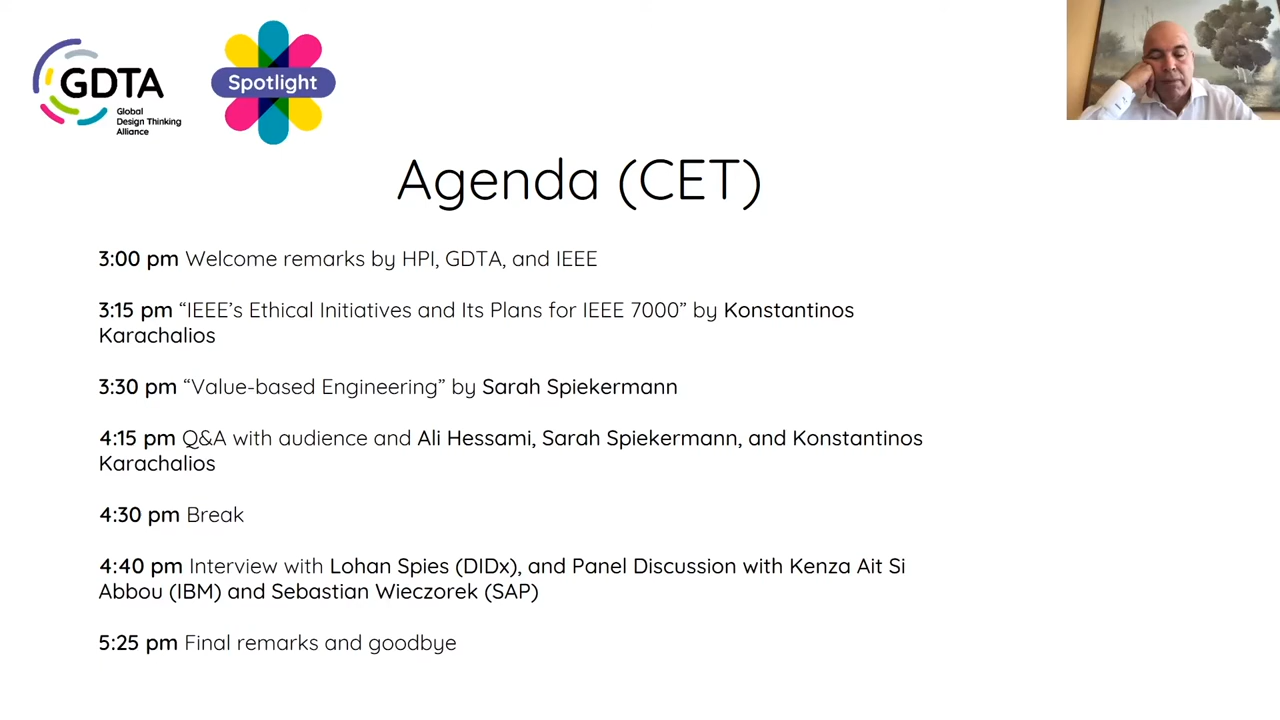 GDTA
Global
Design Thinking
Alliance
Spotlight
Agenda (CET)
3:00 pm Welcome remarks by HPI, GDTA, and IEEE
3:15 pm “IEEE’s Ethical Initiatives and Its Plans for IEEE 7000” by Konstantinos
Karachalios
3:30 pm “Value-based Engineering” by Sarah Spiekermann
4:15 pm Q&A with audience and Ali Hessami, Sarah Spiekermann, and Konstantinos
Karachalios
4:30 pm Break
4:40 pm Interview with Lohan Spies (DIDx), and Panel Discussion with Kenza Ait Si
Abbou (IBM) and Sebastian Wieczorek (SAP)
5:25 pm Final remarks and goodbye